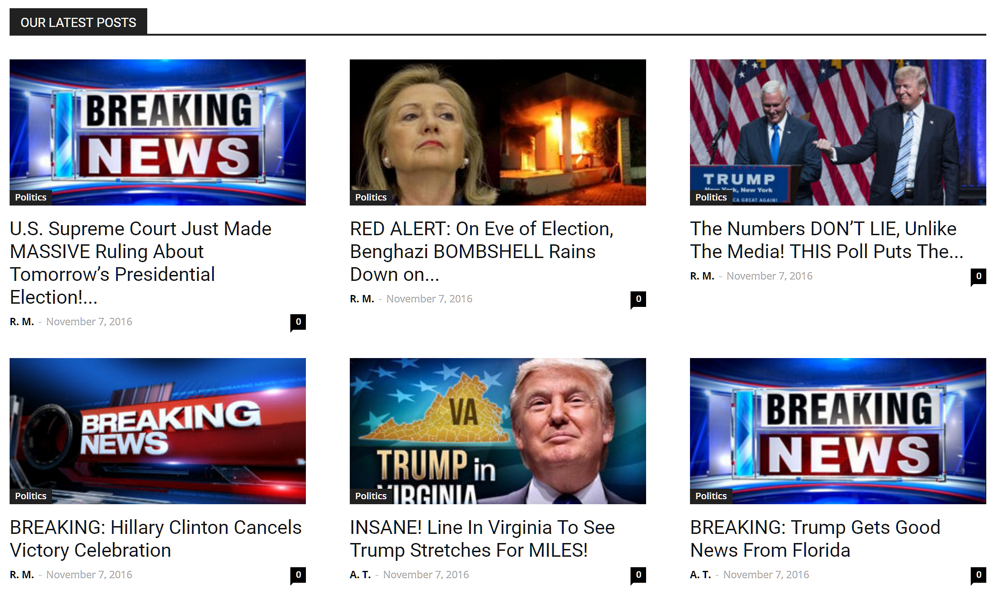 OUR LATEST POSTS
BREAKING
NEWS
Politics
U.S. Supreme Court Just Made
MASSIVE Ruling About
Tomorrow’s Presidential
Election!...
R. M. - November 7, 2016
0
Politics
RED ALERT: On Eve of Election,
Benghazi BOMBSHELL Rains
Down on...
R. M. - November 7, 2016
0
TRUMP
New York, New York
CA GREAT AGAIN!
Politics
The Numbers DON’T LIE, Unlike
The Media! THIS Poll Puts The...
R. M. - November 7, 2016
0
BREAKING
NEWS
Politics
BREAKING: Hillary Clinton Cancels
Victory Celebration
R. M. - November 7, 2016
0
VA
TRUMP in
VIRGINIA
Politics
INSANE! Line In Virginia To See
Trump Stretches For MILES!
A. T. - November 7, 2016
0
BREAKING
NEWS
Politics
BREAKING: Trump Gets Good
News From Florida
A. T. - November 7, 2016
0